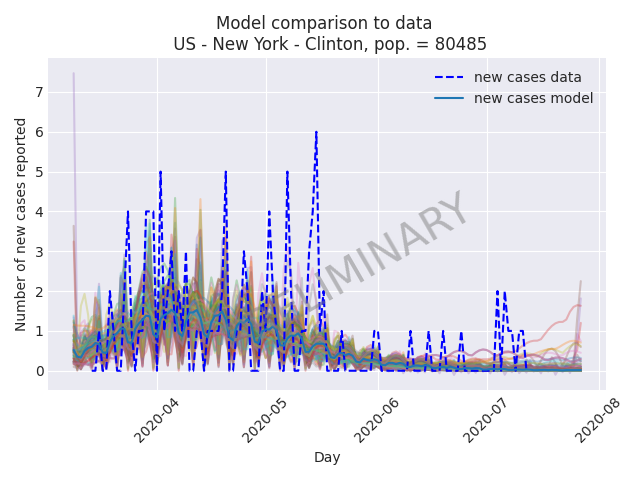 Model comparison to data
US - New York - Clinton, pop. = 80485
new cases data
new cases model
Number of new cases reported
7
6
5
4
3
2
1
0
2020-04
2020-05
2020-06
2020-07
2020-08
Day